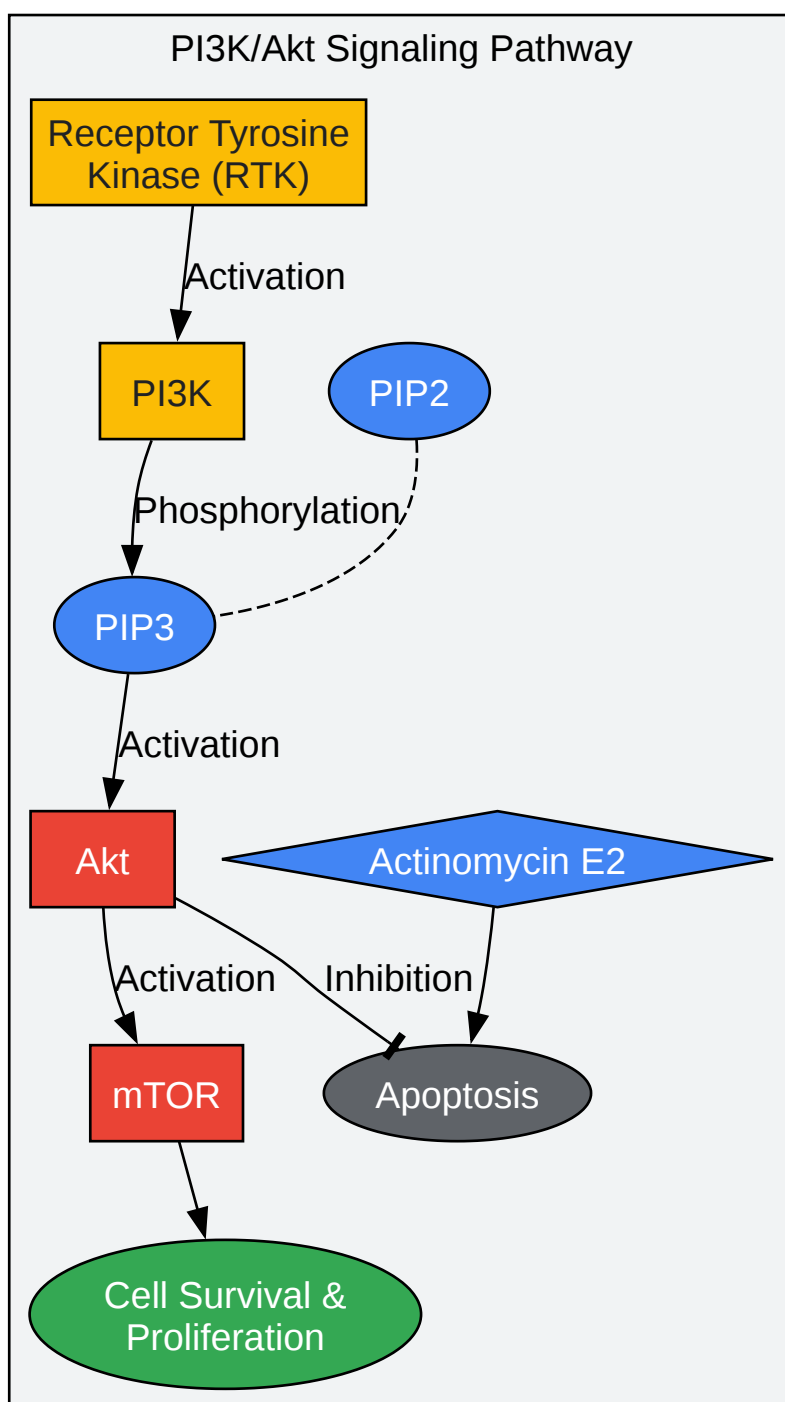 PI3K/Akt Signaling Pathway
Receptor Tyrosine
Kinase (RTK)
Activation
PI3K
PIP2
Phosphorylation
PIP3
Activation
Akt
Actinomycin E2
Activation
Inhibition
mTOR
Apoptosis
Cell Survival &
Proliferation